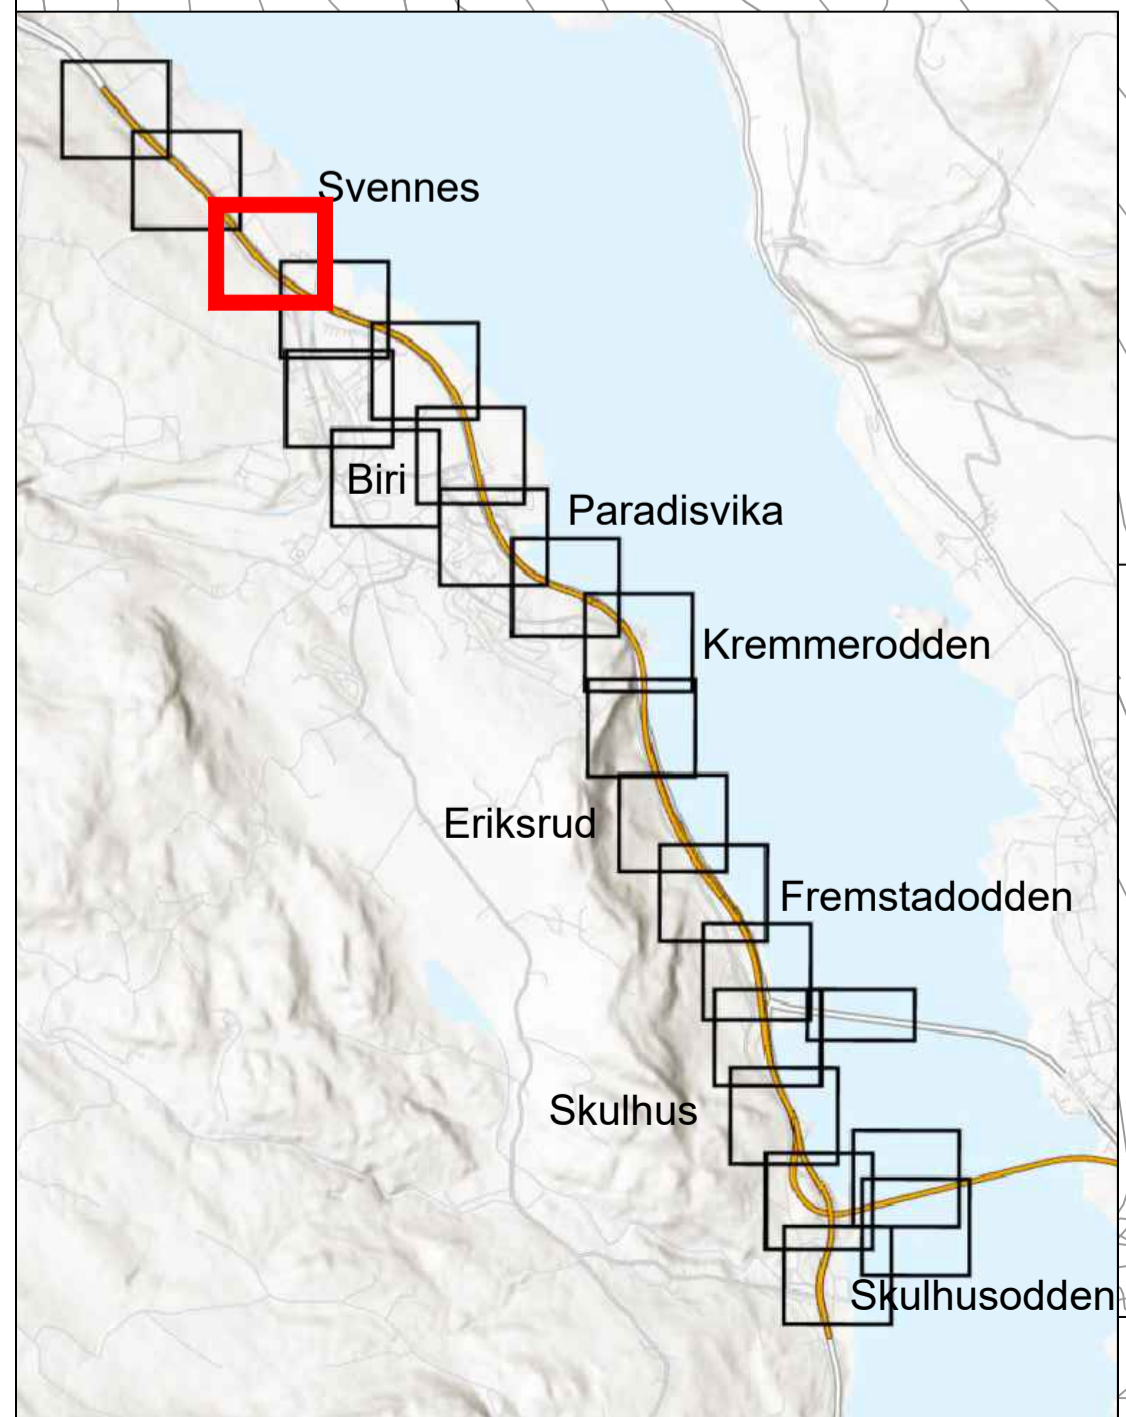 Svennes
Biri
Paradisvika
Kremmerodden
Eriksrud
Fremstadodden
Skulhus
Skulhusodden